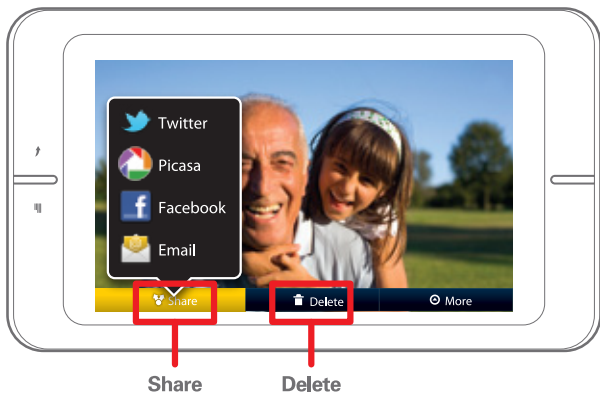 Twitter
Picasa
Facebook
Email
Share Delete More
Share Delete